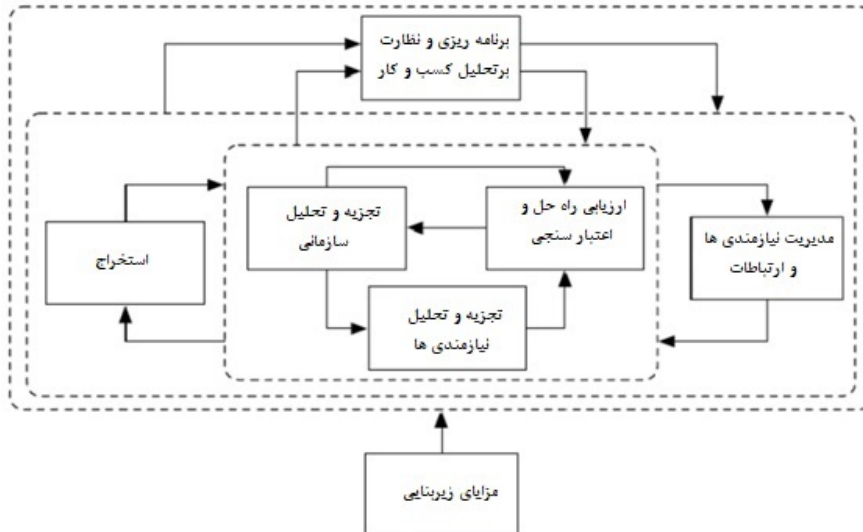 برنامه ریزی و نظارت
برتحلیل کسب و کار
تجزیه و تحلیل
سازمانی
ارزیابی راه حل و
اعتبار سنجی
مدیریت نیازمندی ها
و ارتباطات
استخراج
تجزیه و تحلیل
نیازمندی ها
مزایای زیربنایی